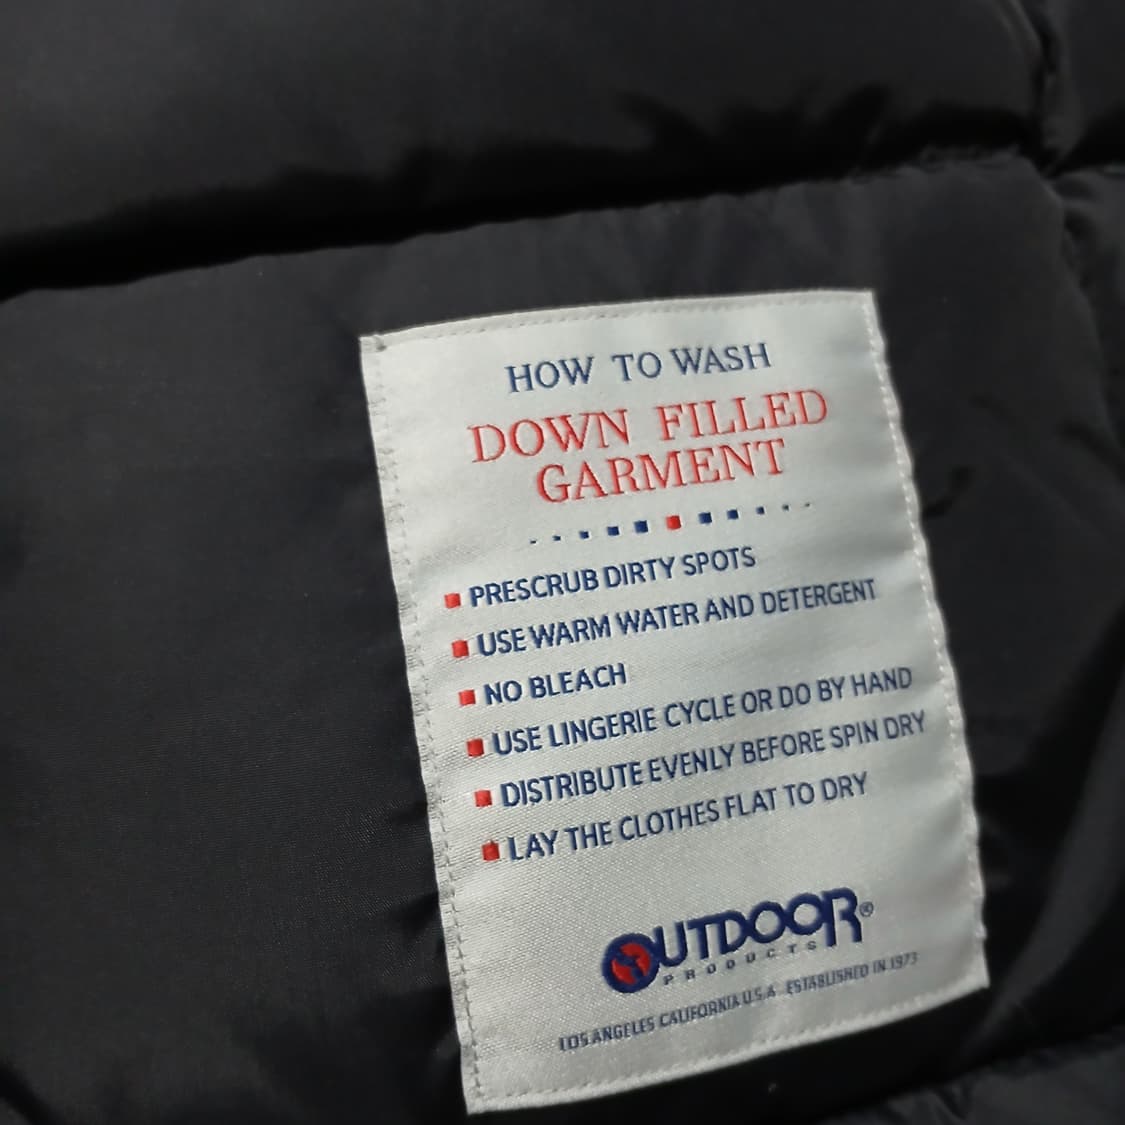 HOW TO WASH
DOWN FILLED
GARMENT
PRESCRUB DIRTY SPOTS
USE WARM WATER AND DETERGENT
NO BLEACH
USE LINGERIE CYCLE OR DO BY HAND
DISTRIBUTE EVENLY BEFORE SPIN DRY
LAY THE CLOTHES FLAT TO DRY
OUTDOOR®
PRODUCTS
LOS ANGELES CALIFORNIA U.S.A. ESTABLISHED IN 1973